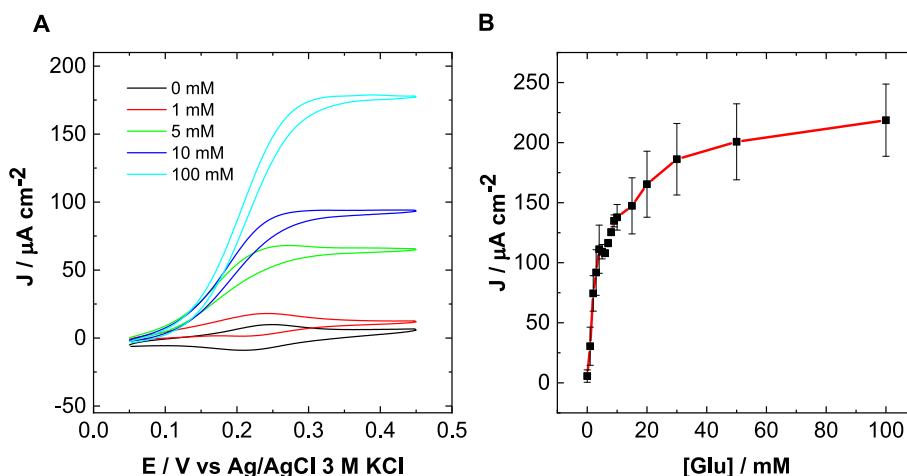 A
200
150
100
50
0
-50
0.0 0.1 0.2 0.3 0.4 0.5
J / µA cm-2
E / V vs Ag/AgCl 3 M KCl
0 mM
1 mM
5 mM
10 mM
100 mM
B
250
200
150
100
50
0
0 20 40 60 80 100
J / µA cm-2
[Glu] / mM